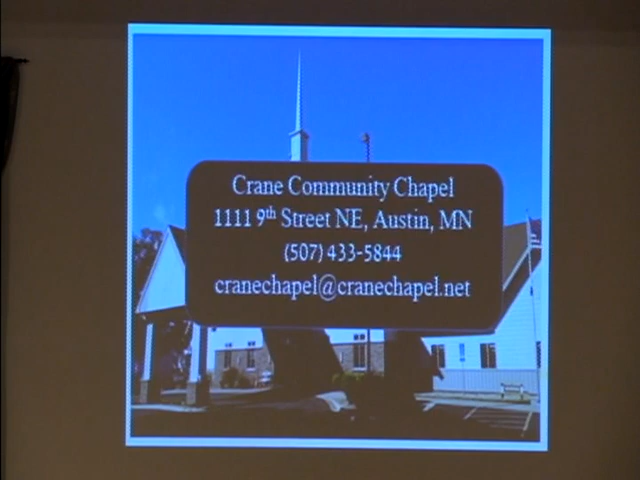 Crane Community Chapel
1111 9th Street NE, Austin, MN
(507) 433-5844
cranechapel@cranechapel.net